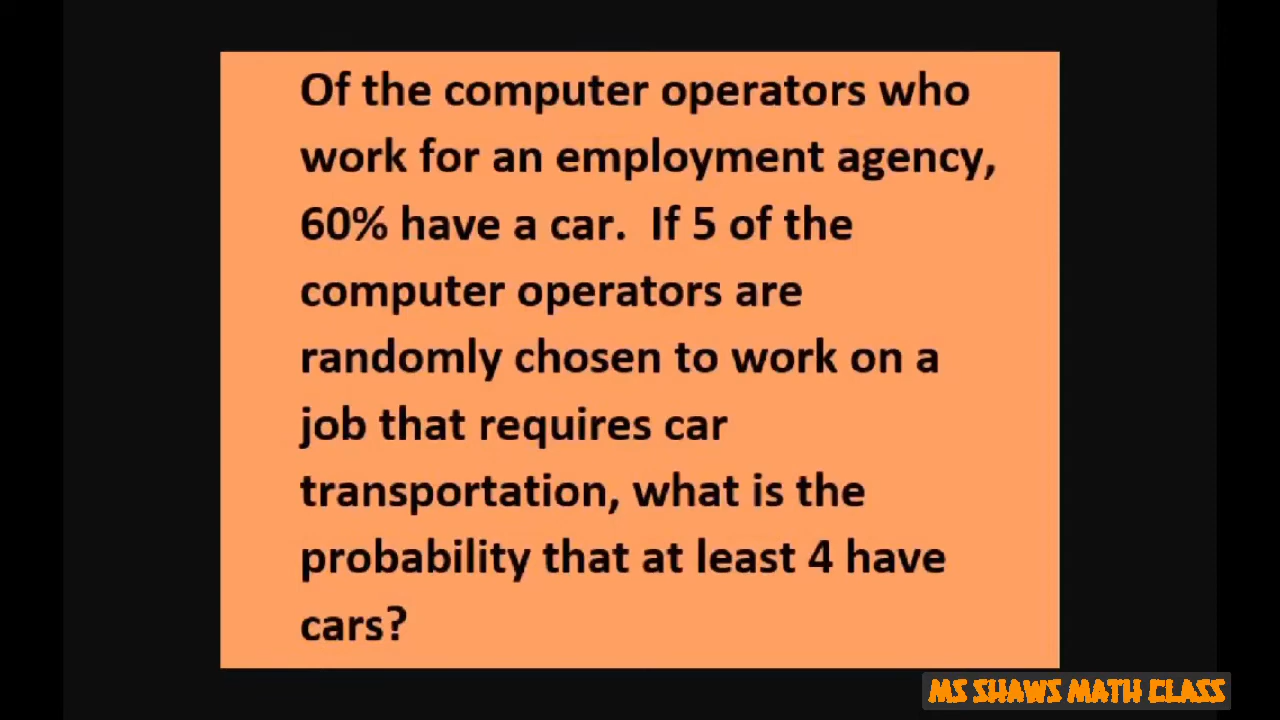 Of the computer operators who
work for an employment agency,
60% have a car.  If 5 of the
computer operators are
randomly chosen to work on a
job that requires car
transportation, what is the
probability that at least 4 have
cars?
MS SHAWS MATH CLASS